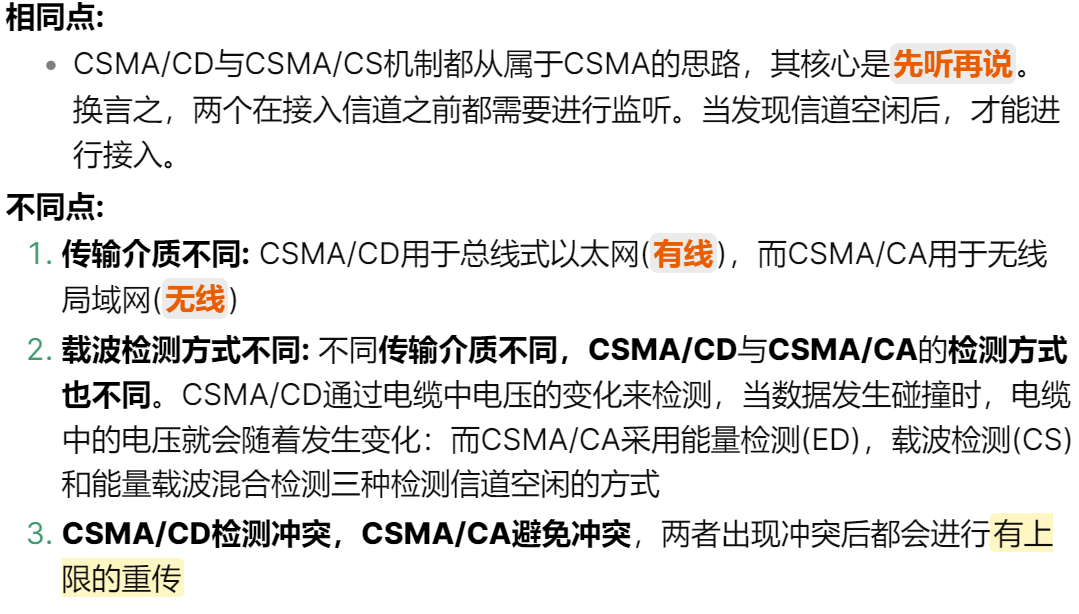 相同点:
• CSMA/CD与CSMA/CS机制都从属于CSMA的思路，其核心是先听再说。
换言之，两个在接入信道之前都需要进行监听。当发现信道空闲后，才能进
行接入。
不同点:
1. 传输介质不同: CSMA/CD用于总线式以太网(有线)，而CSMA/CA用于无线
局域网(无线)
2. 载波检测方式不同: 不同传输介质不同，CSMA/CD与CSMA/CA的检测方式
也不同。CSMA/CD通过电缆中电压的变化来检测，当数据发生碰撞时，电缆
中的电压就会随着发生变化：而CSMA/CA采用能量检测(ED)，载波检测(CS)
和能量载波混合检测三种检测信道空闲的方式
3. CSMA/CD检测冲突，CSMA/CA避免冲突，两者出现冲突后都会进行有上
限的重传